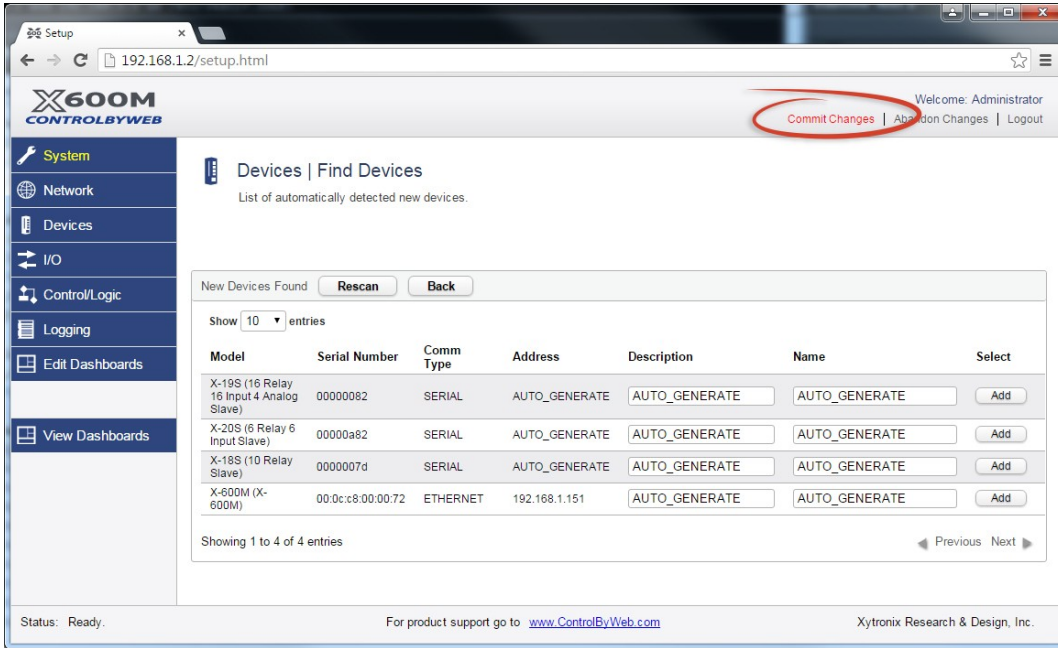 Setup
192.168.1.2/setup.html
X600M
CONTROLBYWEB
Welcome: Administrator
Commit Changes | Abandon Changes | Logout
System
Network
Devices
I/O
Control/Logic
Logging
Edit Dashboards
View Dashboards
Devices | Find Devices
List of automatically detected new devices.
New Devices Found Rescan Back
Show 10 entries
Model Serial Number Comm Type Address Description Name Select
X-19S (16 Relay 16 Input 4 Analog Slave) 00000082 SERIAL AUTO_GENERATE AUTO_GENERATE AUTO_GENERATE Add
X-20S (6 Relay 6 Input Slave) 00000a82 SERIAL AUTO_GENERATE AUTO_GENERATE AUTO_GENERATE Add
X-18S (10 Relay Slave) 0000007d SERIAL AUTO_GENERATE AUTO_GENERATE AUTO_GENERATE Add
X-600M (X-600M) 00:0c:c8:00:00:72 ETHERNET 192.168.1.151 AUTO_GENERATE AUTO_GENERATE Add
Showing 1 to 4 of 4 entries
Previous Next
Status: Ready.
For product support go to www.ControlByWeb.com
Xytronix Research & Design, Inc.